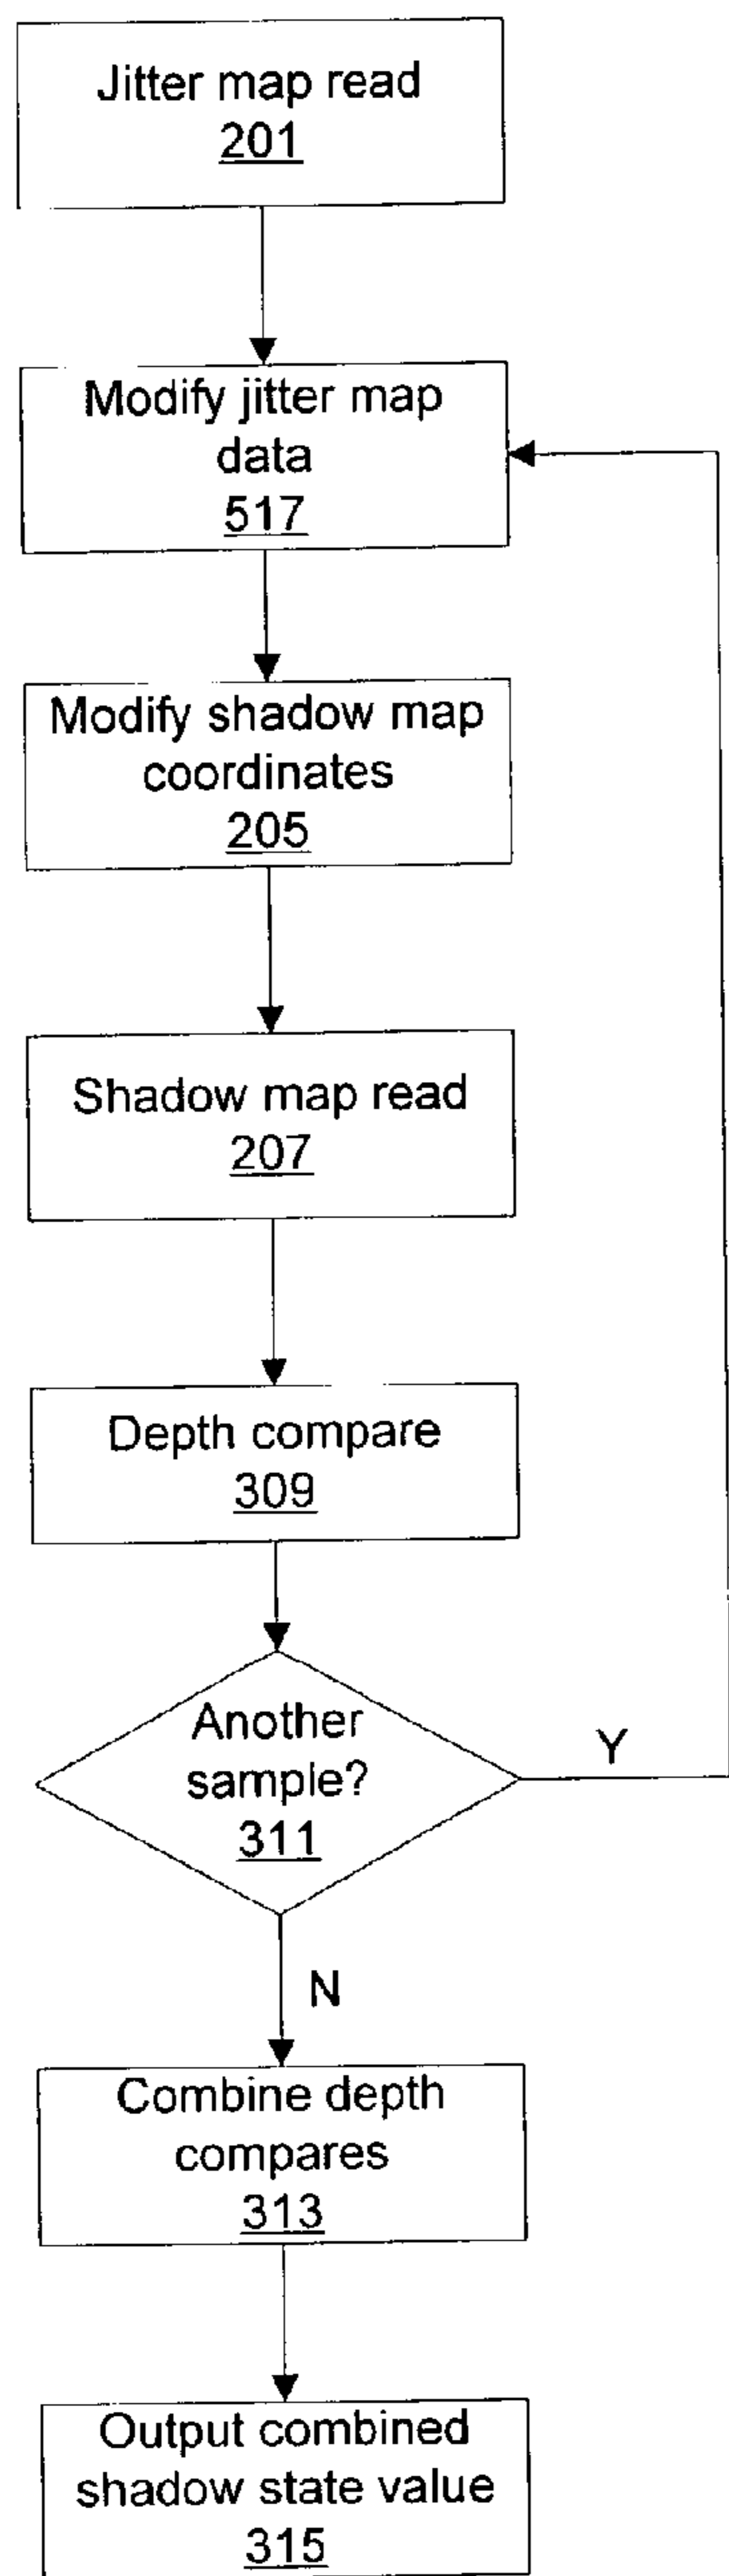 Jitter map read
201
Modify jitter map
data
517
Modify shadow map
coordinates
205
Shadow map read
207
Depth compare
309
Another
sample?
311
Y
N
Combine depth
compares
313
Output combined
shadow state value
315